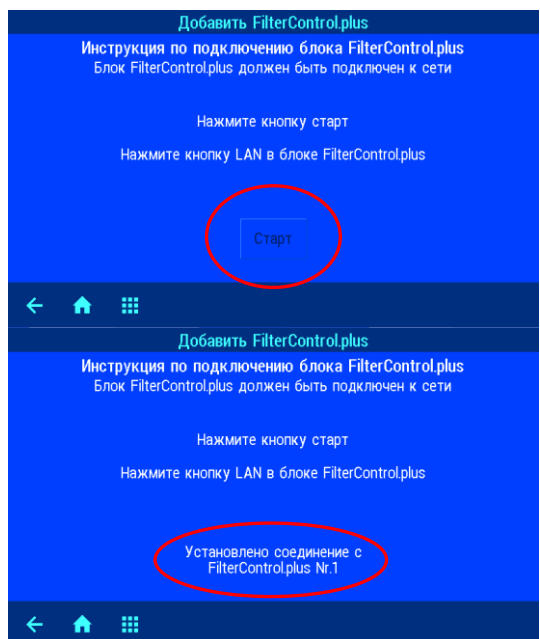 Добавить FilterControl.plus
Инструкция по подключению блока FilterControl.plus
Блок FilterControl.plus должен быть подключен к сети
Нажмите кнопку старт
Нажмите кнопку LAN в блоке FilterControl.plus
Старт
Добавить FilterControl.plus
Инструкция по подключению блока FilterControl.plus
Блок FilterControl.plus должен быть подключен к сети
Нажмите кнопку старт
Нажмите кнопку LAN в блоке FilterControl.plus
Установлено соединение с
FilterControl.plus Nr.1